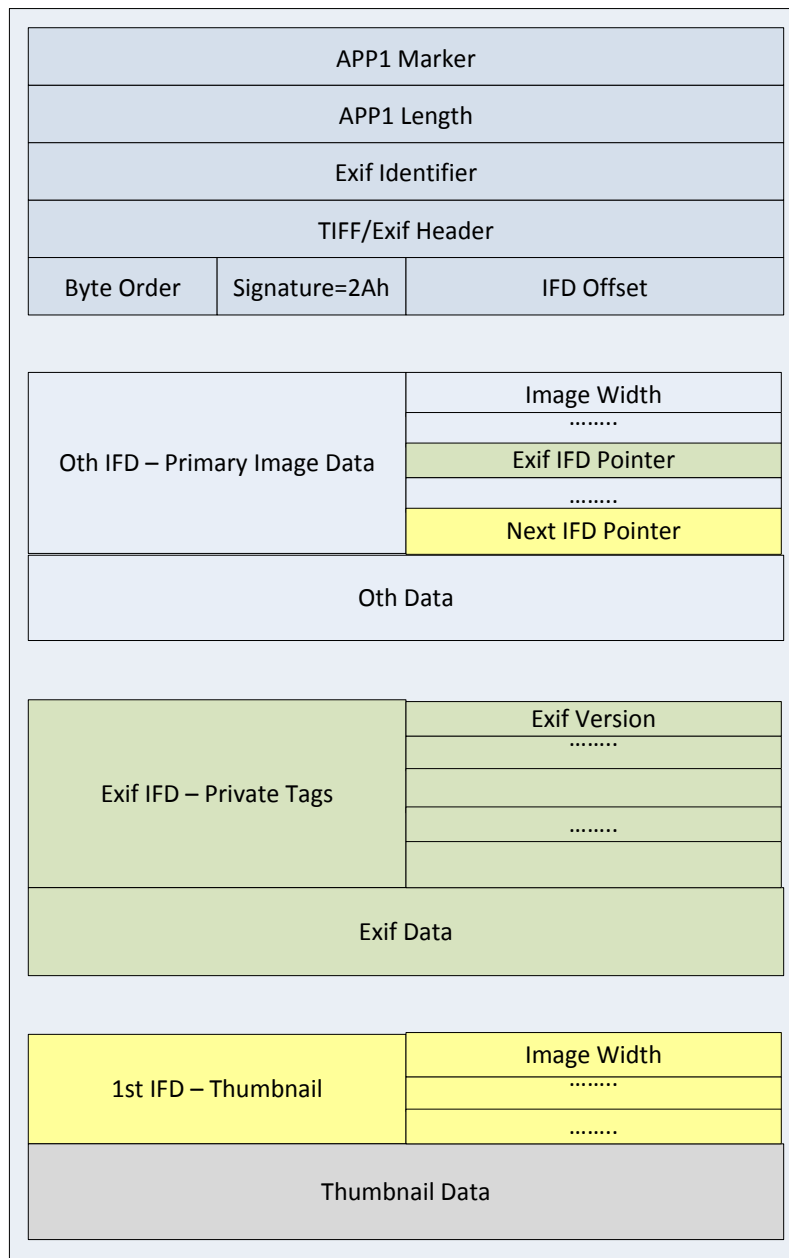 APP1 Marker
APP1 Length
Exif Identifier
TIFF/Exif Header
Byte Order Signature=2Ah IFD Offset
Oth IFD – Primary Image Data
Image Width
……..
Exif IFD Pointer
……..
Next IFD Pointer
Oth Data
Exif IFD – Private Tags
Exif Version
……..
……..
Exif Data
1st IFD – Thumbnail
Image Width
……..
……..
Thumbnail Data